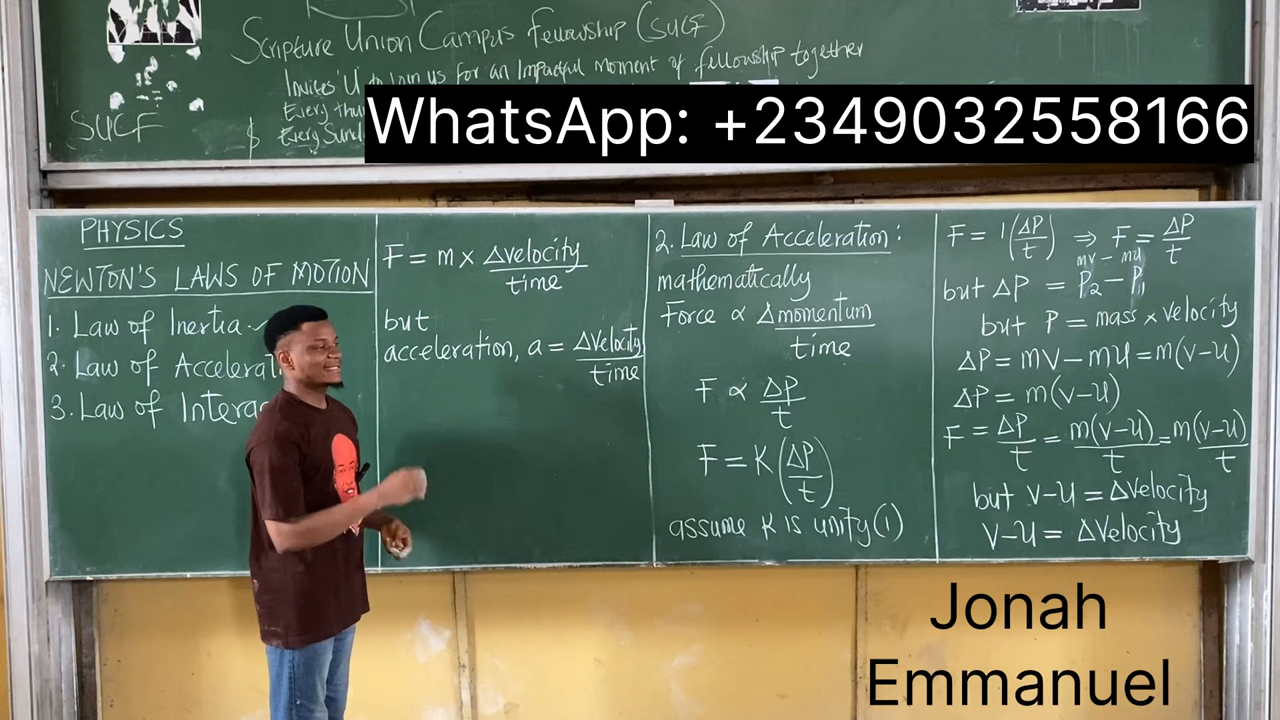 Scripture Union Campus fellowship (SUCF)
Invites U to Join us for an Impactful moment of fellowship together
Every
SUCF
$ Every Sund
WhatsApp: +2349032558166
PHYSICS
NEWTON'S LAWS OF MOTION
1. Law of Inertia
2. Law of Accelerat
3. Law of Interac
F = m × Δvelocity/time
but
acceleration, a = ΔVelocity/time
2. Law of Acceleration:
mathematically
Force ∝ Δmomentum/time
F ∝ ΔP/t
F = K(ΔP/t)
assume K is unity (1)
F = 1(ΔP/t) ⇒ F = ΔP/t
mv - mu
but ΔP = P₂ - P₁
but P = mass × velocity
ΔP = mv - mu = m(v-u)
ΔP = m(v-u)
F = ΔP/t = m(v-u)/t = m(v-u)/t
but v-u = Δvelocity
v-u = Δvelocity
Jonah
Emmanuel